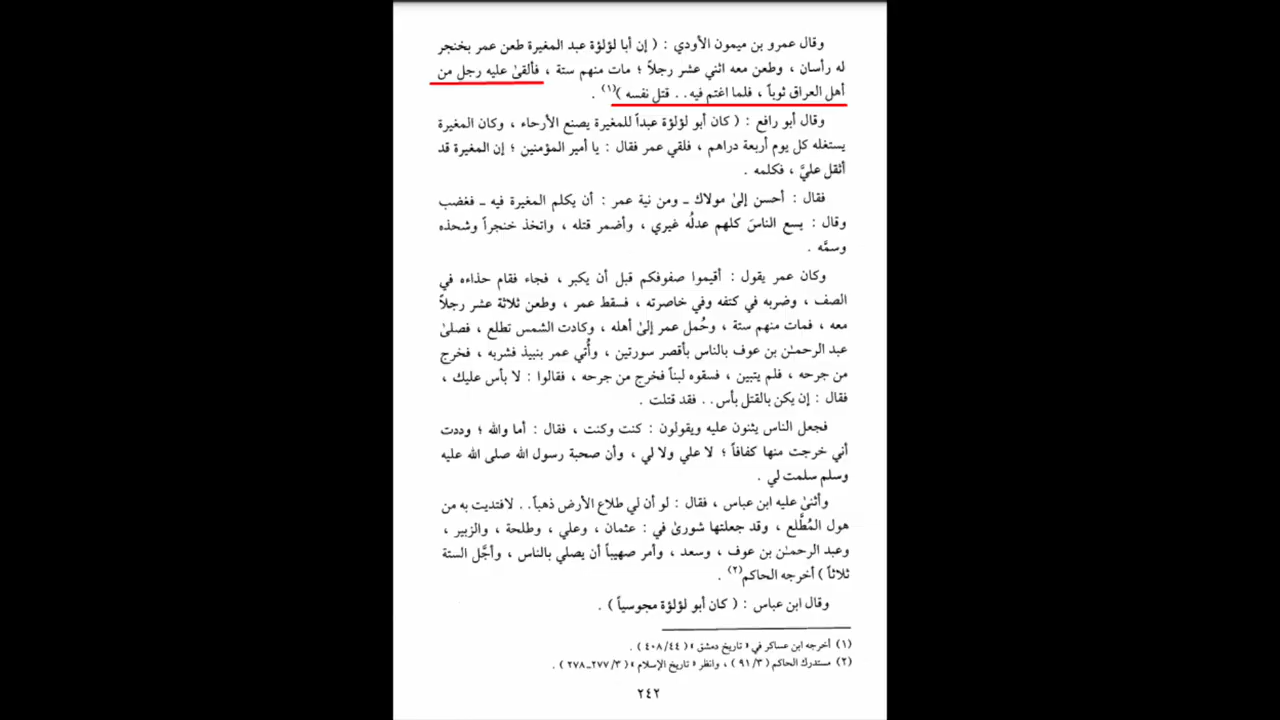 وقال عمرو بن ميمون الأودي : ( إن أبا لؤلؤة عبد المغيرة طعن عمر بخنجر
له رأسان ، وطعن معه اثني عشر رجلاً ؛ مات منهم ستة ، فألقىٰ عليه رجل من
أهل العراق ثوباً ، فلما اغتم فيه . . قتل نفسه )(١) .
وقال أبو رافع : ( كان أبو لؤلؤة عبداً للمغيرة يصنع الأرحاء ، وكان المغيرة
يستغله كل يوم أربعة دراهم ، فلقي عمر فقال : يا أمير المؤمنين ؛ إن المغيرة قد
أثقل عليَّ ، فكلمه .
فقال : أحسن إلىٰ مولاك ـ ومن نية عمر : أن يكلم المغيرة فيه ـ فغضب
وقال : يسع الناسَ كلهم عدلُه غيري ، وأضمر قتله ، واتخذ خنجراً وشحذه
وسمَّه .
وكان عمر يقول : أقيموا صفوفكم قبل أن يكبر ، فجاء فقام حذاءه في
الصف ، وضربه في كتفه وفي خاصرته ، فسقط عمر ، وطعن ثلاثة عشر رجلاً
معه ، فمات منهم ستة ، وحُمل عمر إلىٰ أهله ، وكادت الشمس تطلع ، فصلىٰ
عبد الرحمـٰن بن عوف بالناس بأقصر سورتين ، وأُتي عمر بنبيذ فشربه ، فخرج
من جرحه ، فلم يتبين ، فسقوه لبناً فخرج من جرحه ، فقالوا : لا بأس عليك ،
فقال : إن يكن بالقتل بأس . . فقد قتلت .
فجعل الناس يثنون عليه ويقولون : كنت وكنت ، فقال : أما والله ؛ وددت
أني خرجت منها كفافاً ؛ لا علي ولا لي ، وأن صحبة رسول الله صلى الله عليه
وسلم سلمت لي .
وأثنىٰ عليه ابن عباس ، فقال : لو أن لي طلاع الأرض ذهباً . . لافتديت به من
هول المُطَّلع ، وقد جعلتها شورىٰ في : عثمان ، وعلي ، وطلحة ، والزبير ،
وعبد الرحمـٰن بن عوف ، وسعد ، وأمر صهيباً أن يصلي بالناس ، وأجَّل الستة
ثلاثاً ) أخرجه الحاكم(٢) .
وقال ابن عباس : ( كان أبو لؤلؤة مجوسياً ) .
(١) أخرجه ابن عساكر في « تاريخ دمشق » ( ٤٠٨/٤٤ ) .
(٢) مستدرك الحاكم ( ٩١/٣ ) ، وانظر « تاريخ الإسلام » ( ٢٧٧/٣ـ٢٧٨ ) .
٢٤٢